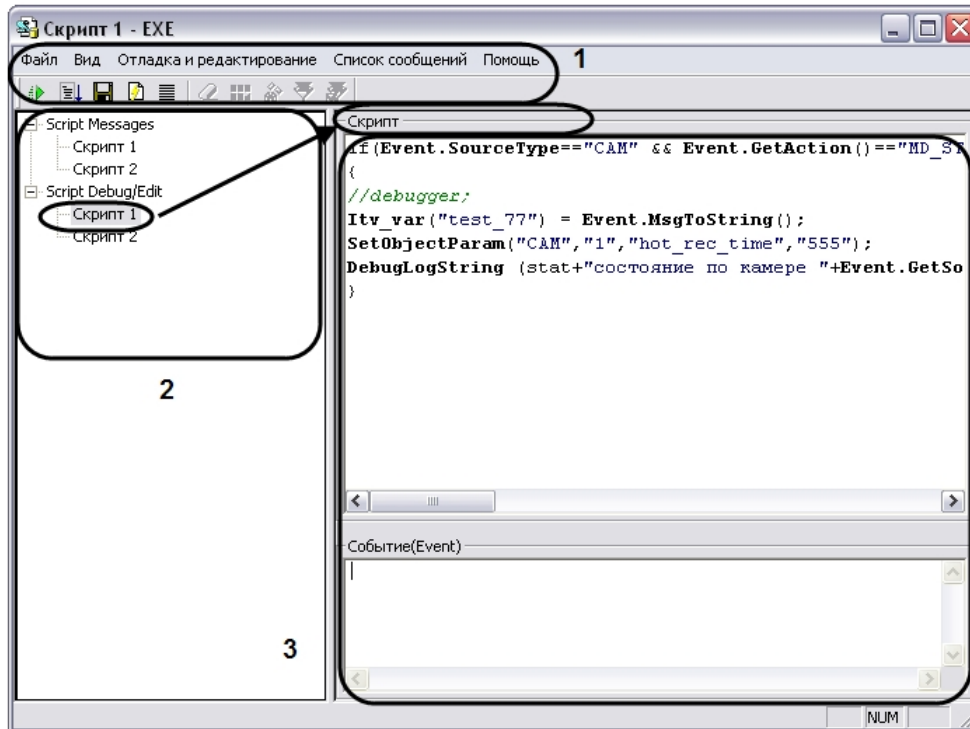 Скрипт 1 - EXE
Файл Вид Отладка и редактирование Список сообщений Помощь
1
Script Messages
Скрипт 1
Скрипт 2
Script Debug/Edit
Скрипт 1
Скрипт 2
2
3
Скрипт
if(Event.SourceType=="CAM" && Event.GetAction()=="MD_ST
{
//debugger;
Itv_var("test_77") = Event.MsgToString();
SetObjectParam("CAM","1","hot_rec_time","555");
DebugLogString (stat+"состояние по камере "+Event.GetSo
}
Событие(Event)
NUM